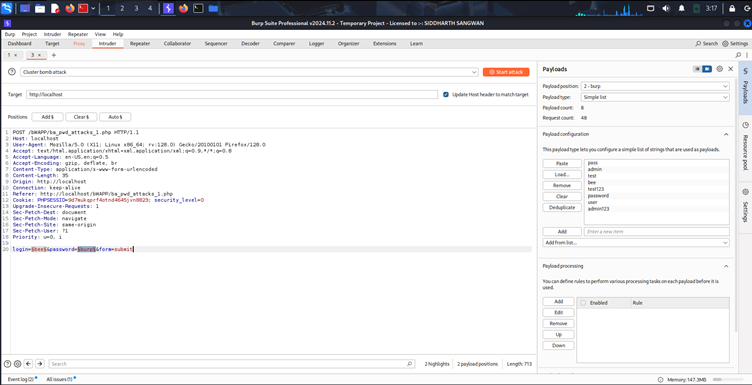 1 2 3 4
3:17
Burp Suite Professional v2024.11.2 - Temporary Project - Licensed to >:( SIDDHARTH SANGWAN
Burp Project Intruder Repeater View Help
Dashboard Target Proxy Intruder Repeater Collaborator Sequencer Decoder Comparer Logger Organizer Extensions Learn
Search Settings
1 × 3 × +
Cluster bomb attack
Start attack
Target http://localhost
Update Host header to match target
Positions Add § Clear § Auto §
1 POST /bWAPP/ba_pwd_attacks_1.php HTTP/1.1
2 Host: localhost
3 User-Agent: Mozilla/5.0 (X11; Linux x86_64; rv:128.0) Gecko/20100101 Firefox/128.0
4 Accept: text/html,application/xhtml+xml,application/xml;q=0.9,*/*;q=0.8
5 Accept-Language: en-US,en;q=0.5
6 Accept-Encoding: gzip, deflate, br
7 Content-Type: application/x-www-form-urlencoded
8 Content-Length: 35
9 Origin: http://localhost
10 Connection: keep-alive
11 Referer: http://localhost/bWAPP/ba_pwd_attacks_1.php
12 Cookie: security_level=0
13 Upgrade-Insecure-Requests: 1
14 Sec-Fetch-Dest: document
15 Sec-Fetch-Mode: navigate
16 Sec-Fetch-Site: same-origin
17 Sec-Fetch-User: ?1
18 Priority: u=0, i
19
20 login=§bee§&password=§burp§&form=submit
Search
2 highlights 2 payload positions Length: 713
Event log (2) All issues (1)
Memory: 147.3MB
Payloads
Payload position: 2 - burp
Payload type: Simple list
Payload count: 8
Request count: 48
Payload configuration
This payload type lets you configure a simple list of strings that are used as payloads.
Paste
Load...
Remove
Clear
Deduplicate
pass
admin
test
bee
test123
password
user
admin123
Add Enter a new item
Add from list...
Payload processing
You can define rules to perform various processing tasks on each payload before it is
used.
Add
Edit
Remove
Up
Down
Enabled Rule
Payloads
Resource pool
Settings